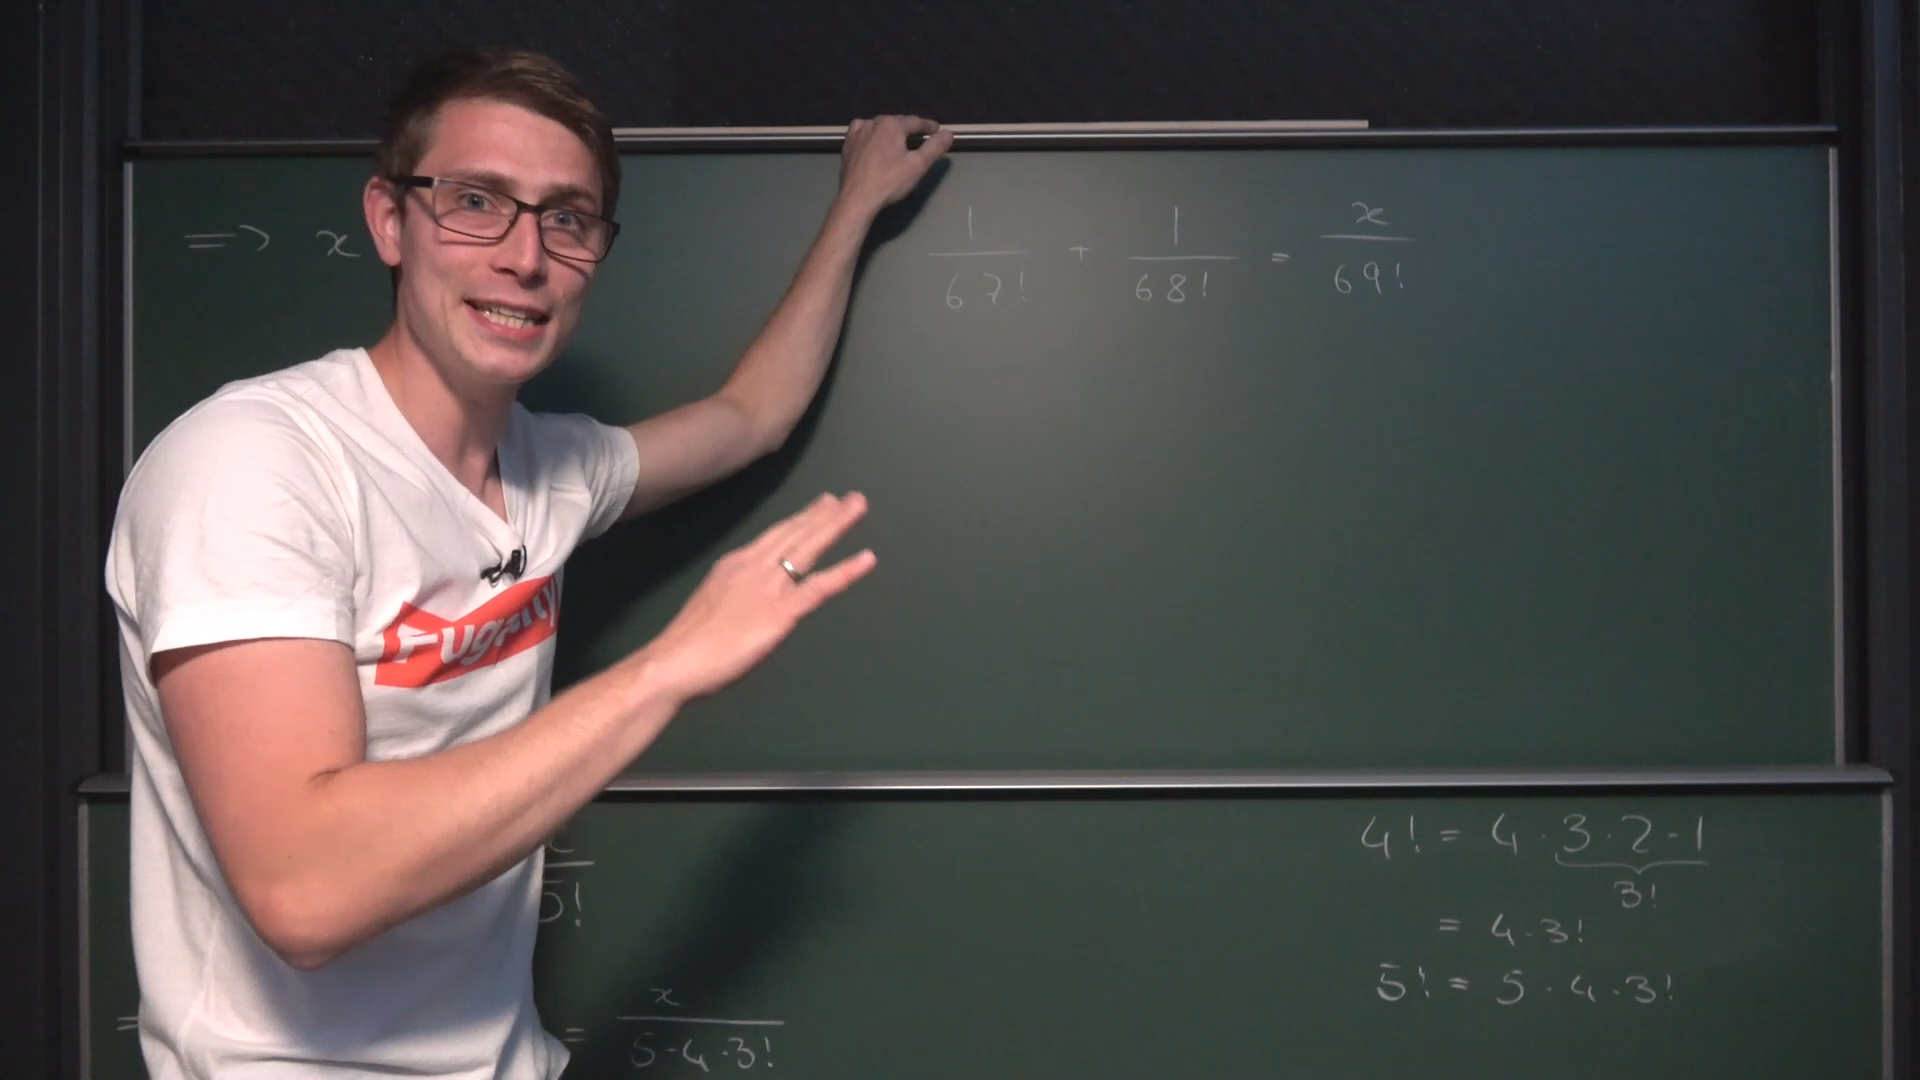 => x
1/67! + 1/68! = x/69!
5!
= x/(5·4·3!)
4! = 4·3·2·1
3!
= 4·3!
5! = 5·4·3!